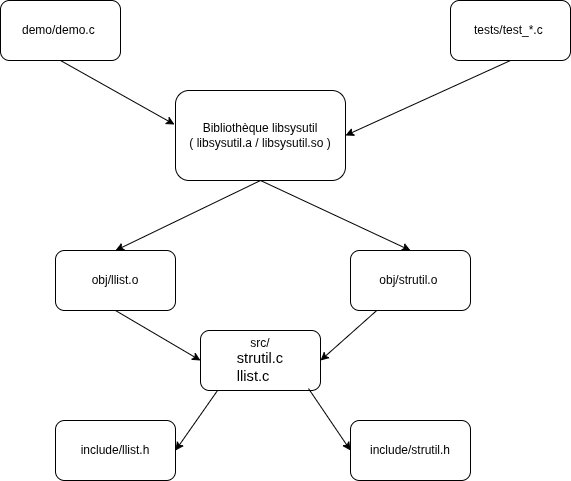 demo/demo.c
tests/test_*.c
Bibliothèque libsysutil
( libsysutil.a / libsysutil.so )
obj/llist.o
obj/strutil.o
src/
strutil.c
llist.c
include/llist.h
include/strutil.h